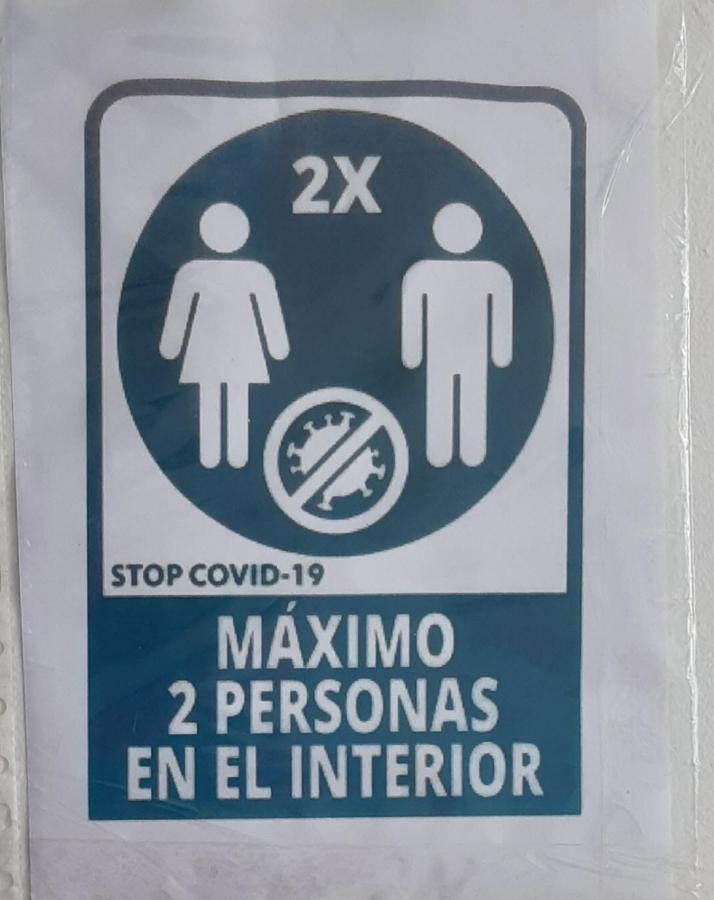 2X
STOP COVID-19
MÁXIMO
2 PERSONAS
EN EL INTERIOR